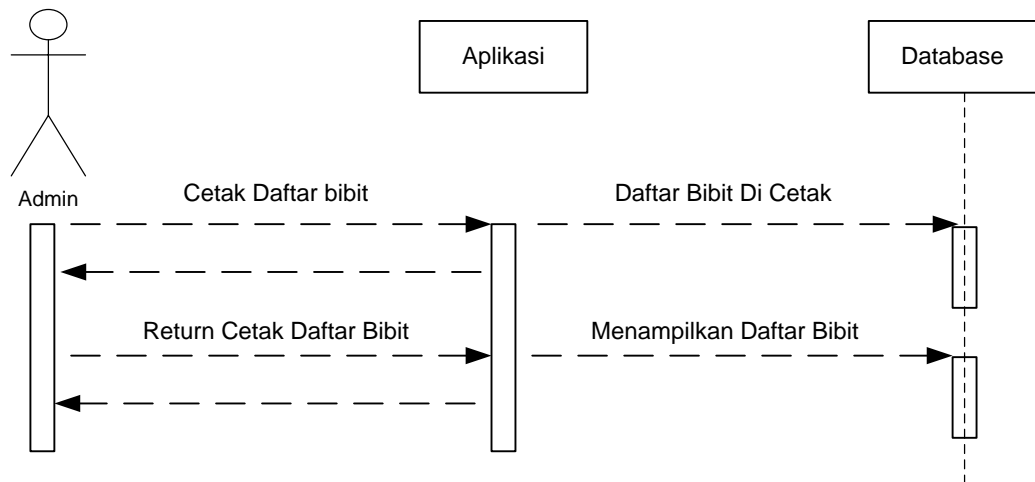 Aplikasi
Database
Admin
Cetak Daftar bibit
Daftar Bibit Di Cetak
Return Cetak Daftar Bibit
Menampilkan Daftar Bibit